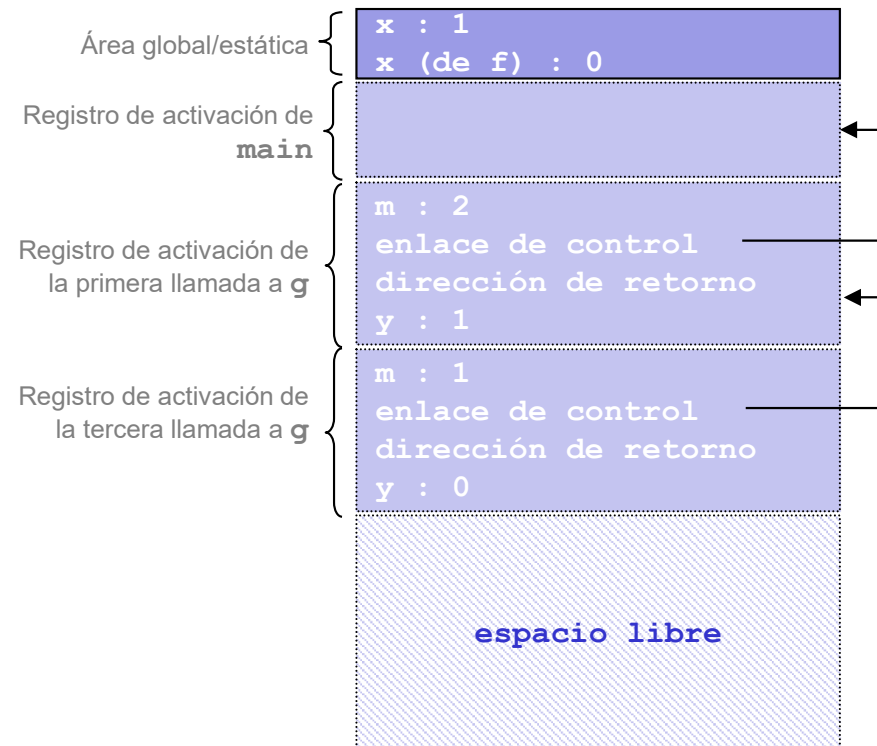 Área global/estática
x : 1
x (de f) : 0
Registro de activación de
main
m : 2
enlace de control
dirección de retorno
y : 1
Registro de activación de
la primera llamada a g
m : 1
enlace de control
dirección de retorno
y : 0
Registro de activación de
la tercera llamada a g
espacio libre